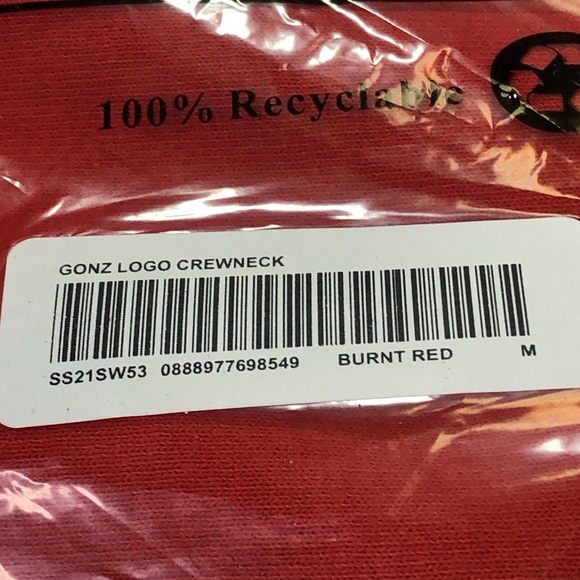 100% Recyclable
GONZ LOGO CREWNECK
SS21SW53 0888977698549 BURNT RED M